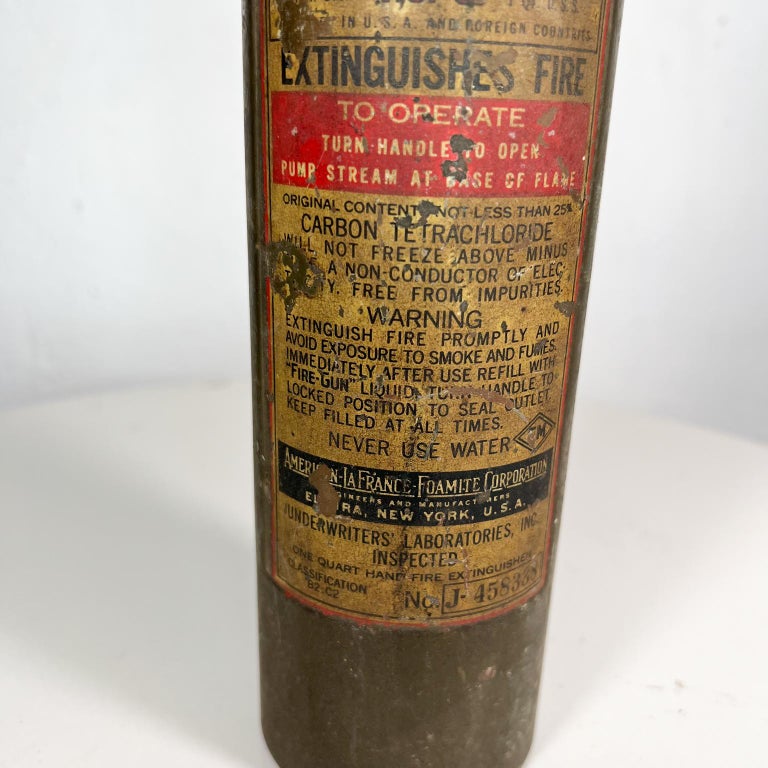 IN U.S.A. AND FOREIGN COUNTRIES
EXTINGUISHES FIRE
TO OPERATE
TURN HANDLE TO OPEN
PUMP STREAM AT BASE OF FLAME
ORIGINAL CONTENT NOT LESS THAN 25%
CARBON TETRACHLORIDE
WILL NOT FREEZE ABOVE MINUS
A NON-CONDUCTOR OF ELEC
FREE FROM IMPURITIES.
WARNING
EXTINGUISH FIRE PROMPTLY AND
AVOID EXPOSURE TO SMOKE AND FUMES.
IMMEDIATELY AFTER USE REFILL WITH
"FIRE-GUN" LIQUID. TURN HANDLE TO
LOCKED POSITION TO SEAL OUTLET.
KEEP FILLED AT ALL TIMES.
NEVER USE WATER.
AMERICAN-LAFRANCE-FOAMITE CORPORATION
ENGINEERS AND MANUFACTURERS
ELMIRA, NEW YORK, U.S.A.
UNDERWRITERS' LABORATORIES, INC.
INSPECTED
ONE QUART HAND FIRE EXTINGUISHER
CLASSIFICATION
B2:C2
No. J-